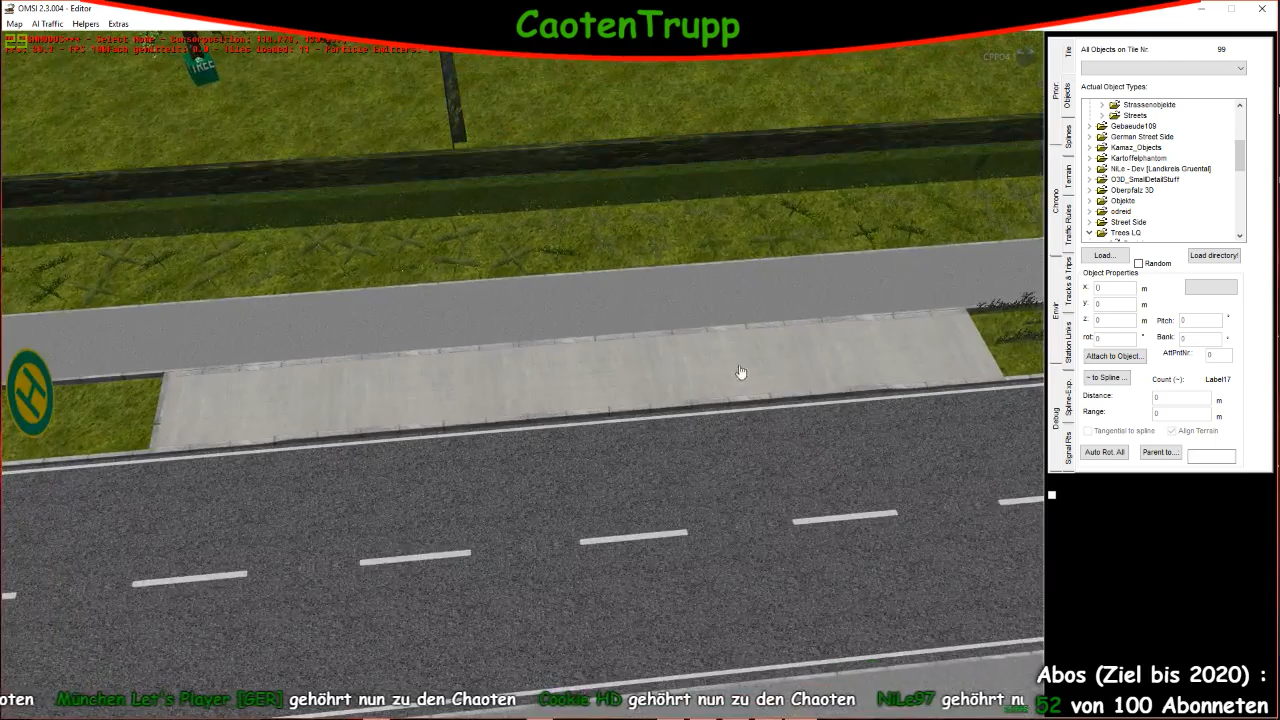 OMSI 2.3.004 - Editor
CaotenTrupp
Map AI Traffic Helpers Extras
TREE
CPPD4
H
Tile
Objects
Splines
Terrain
Traffic Rules
Tracks & Trips
Station Links
Spline-Exp.
Signal Rts
Prior.
Chrono
Envir
Debug
All Objects on Tile Nr. 99
Actual Object Types:
Strassenobjekte
Streets
Gebaeude109
German Street Side
Kamaz_Objects
Kartoffelphantom
NiLe - Dev [Landkreis Gruental]
O3D_SmallDetailStuff
Oberpfalz 3D
Objekte
odreid
Street Side
Trees LQ
Load... Random Load directory!
Object Properties
x: 0 m
y: 0 m
z: 0 m Pitch: 0 °
rot: 0 ° Bank: 0 °
Attach to Object... AttPntNr.: 0
~ to Spline ... Count (~): Label17
Distance: 0 m
Range: 0 m
Tangential to spline Align Terrain
Auto Rot. All Parent to...:
Abos (Ziel bis 2020) :
52 von 100 Abonneten
oten München Let's Player [GER] gehöhrt nun zu den Chaoten Cookie HD gehöhrt nun zu den Chaoten NiLe97 gehöhrt nu